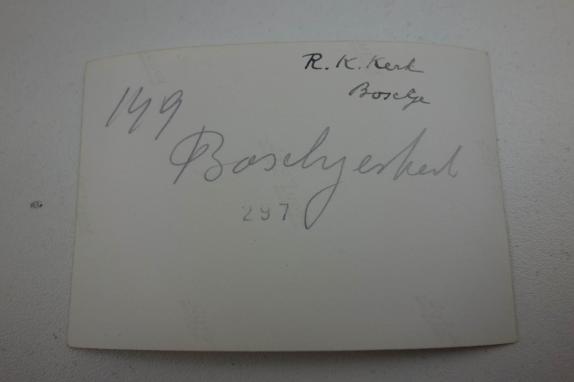 R. K. Kerk
Boschje
149
Boschjeskerk
297